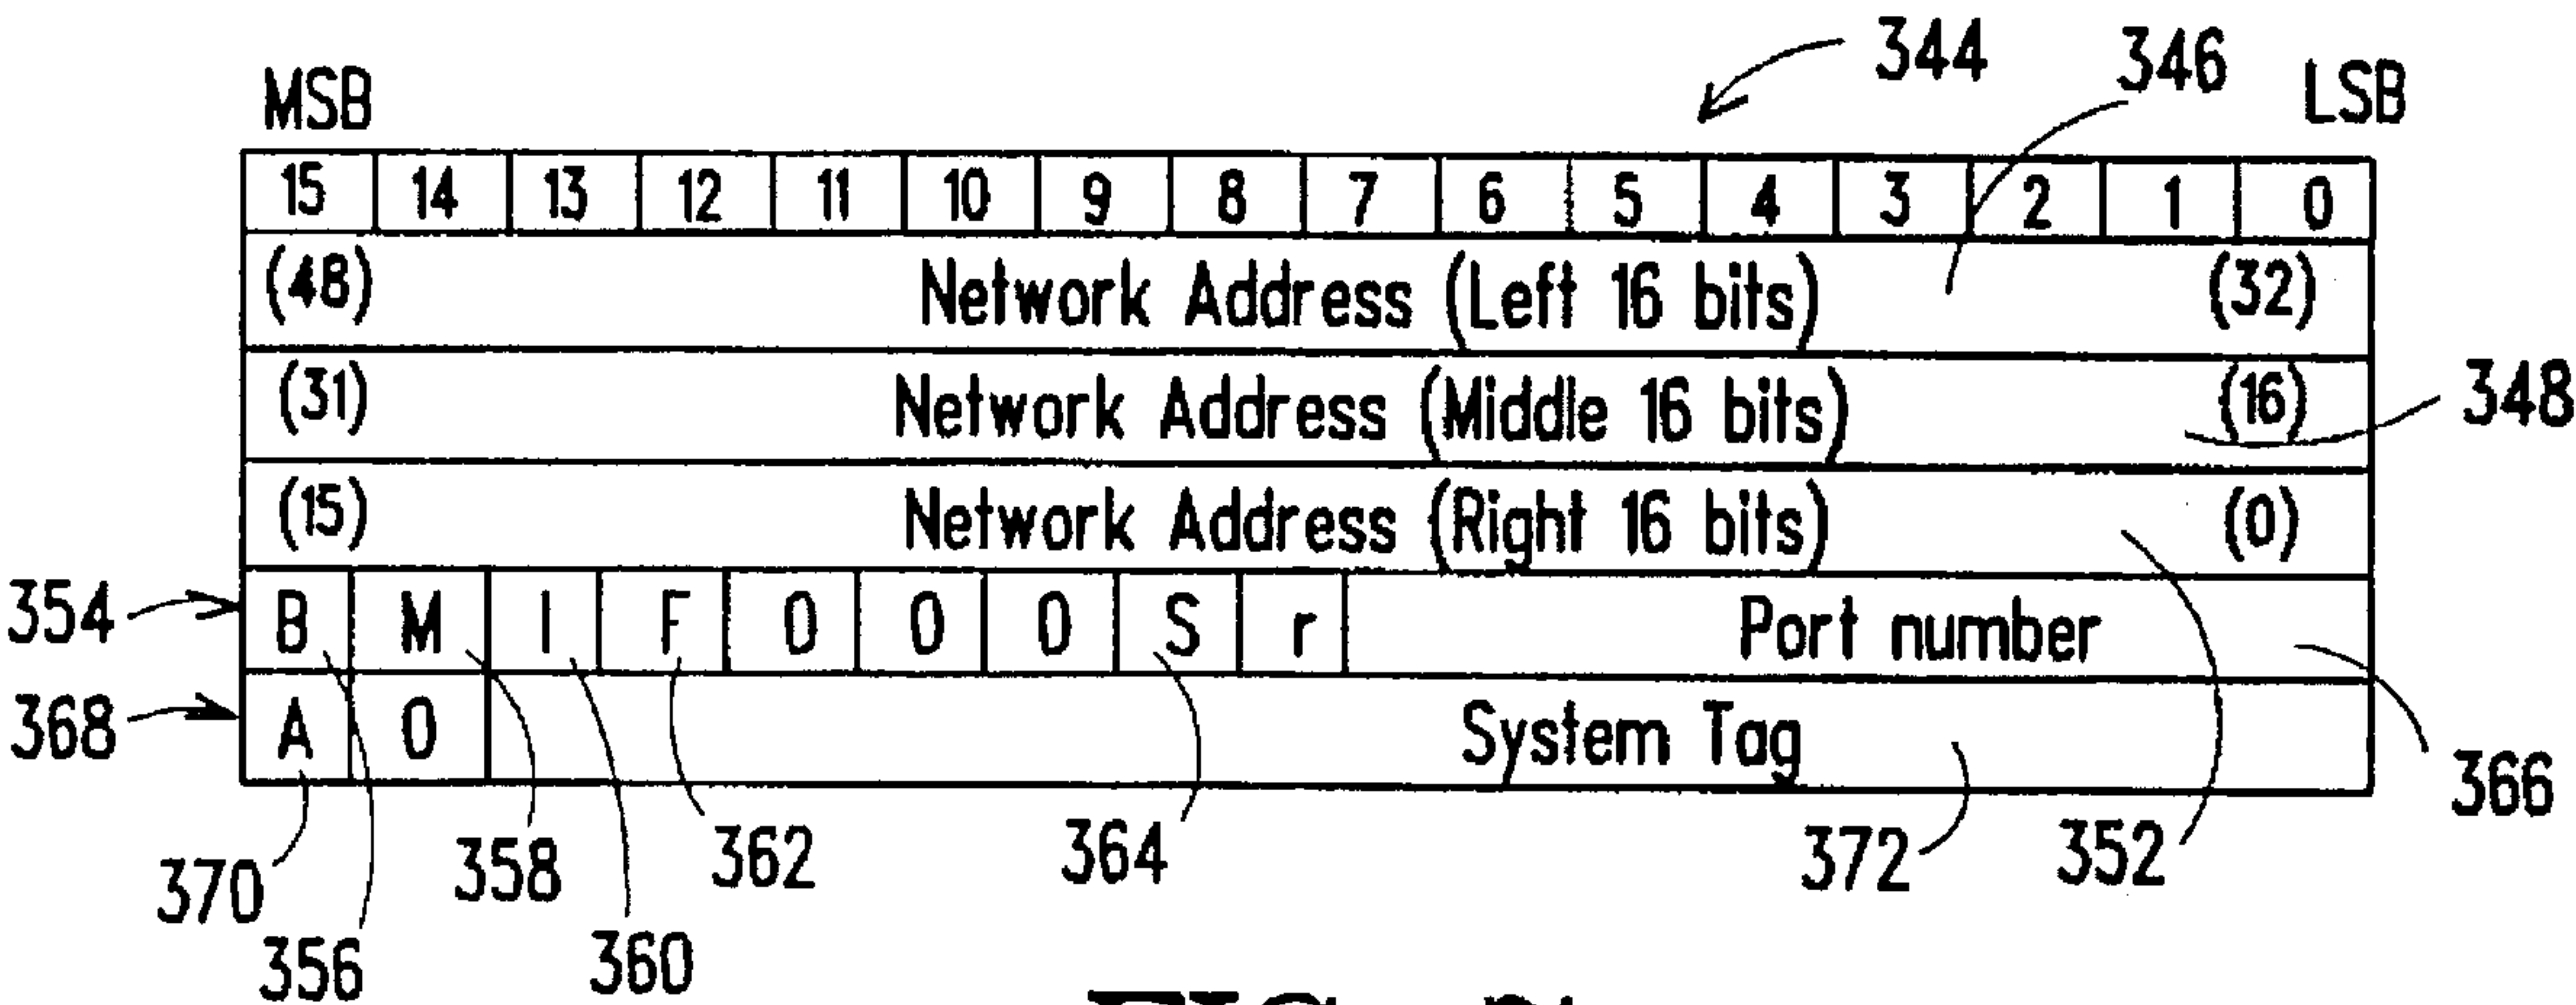 344
346
MSB
LSB
15 14 13 12 11 10 9 8 7 6 5 4 3 2 1 0
(48) Network Address (Left 16 bits) (32)
(31) Network Address (Middle 16 bits) (16)
348
(15) Network Address (Right 16 bits) (0)
354 B M I F 0 0 0 S r Port number
368 A 0 System Tag
366
370 358 362 364 372 352
356 360